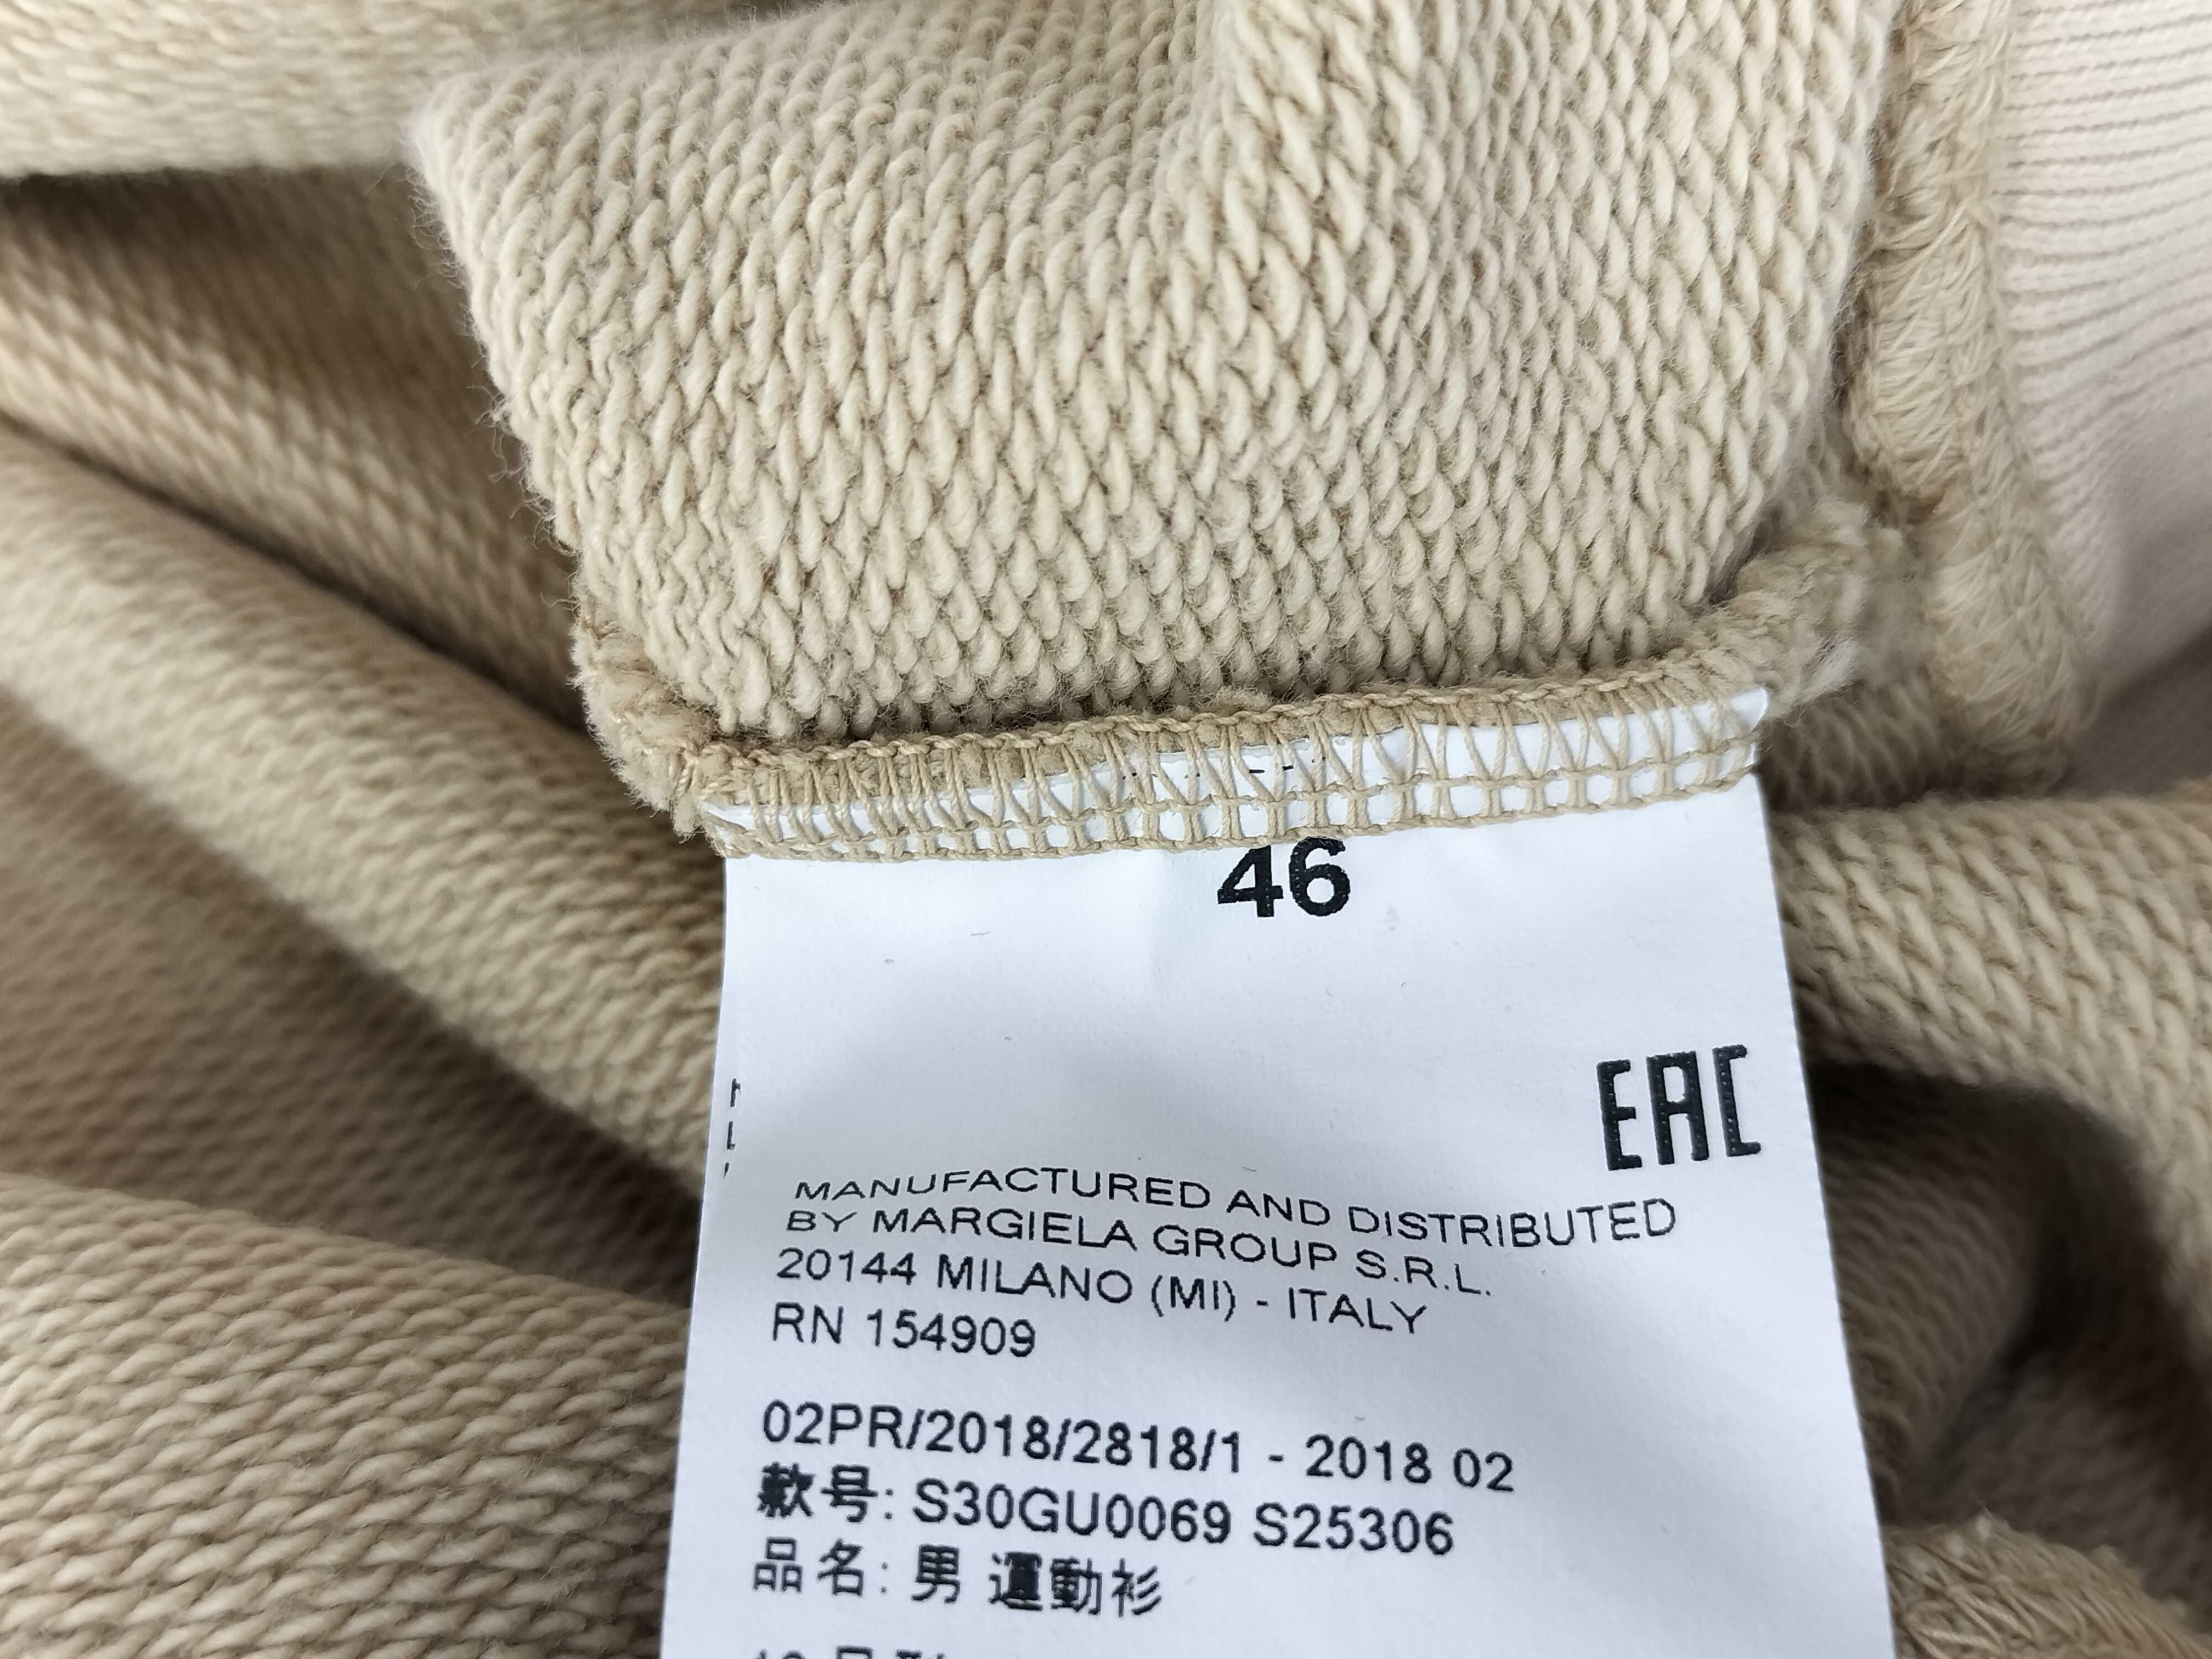 46
EAC
MANUFACTURED AND DISTRIBUTED
BY MARGIELA GROUP S.R.L.
20144 MILANO (MI) - ITALY
RN 154909
02PR/2018/2818/1 - 2018 02
款号: S30GU0069 S25306
品名: 男 運動衫